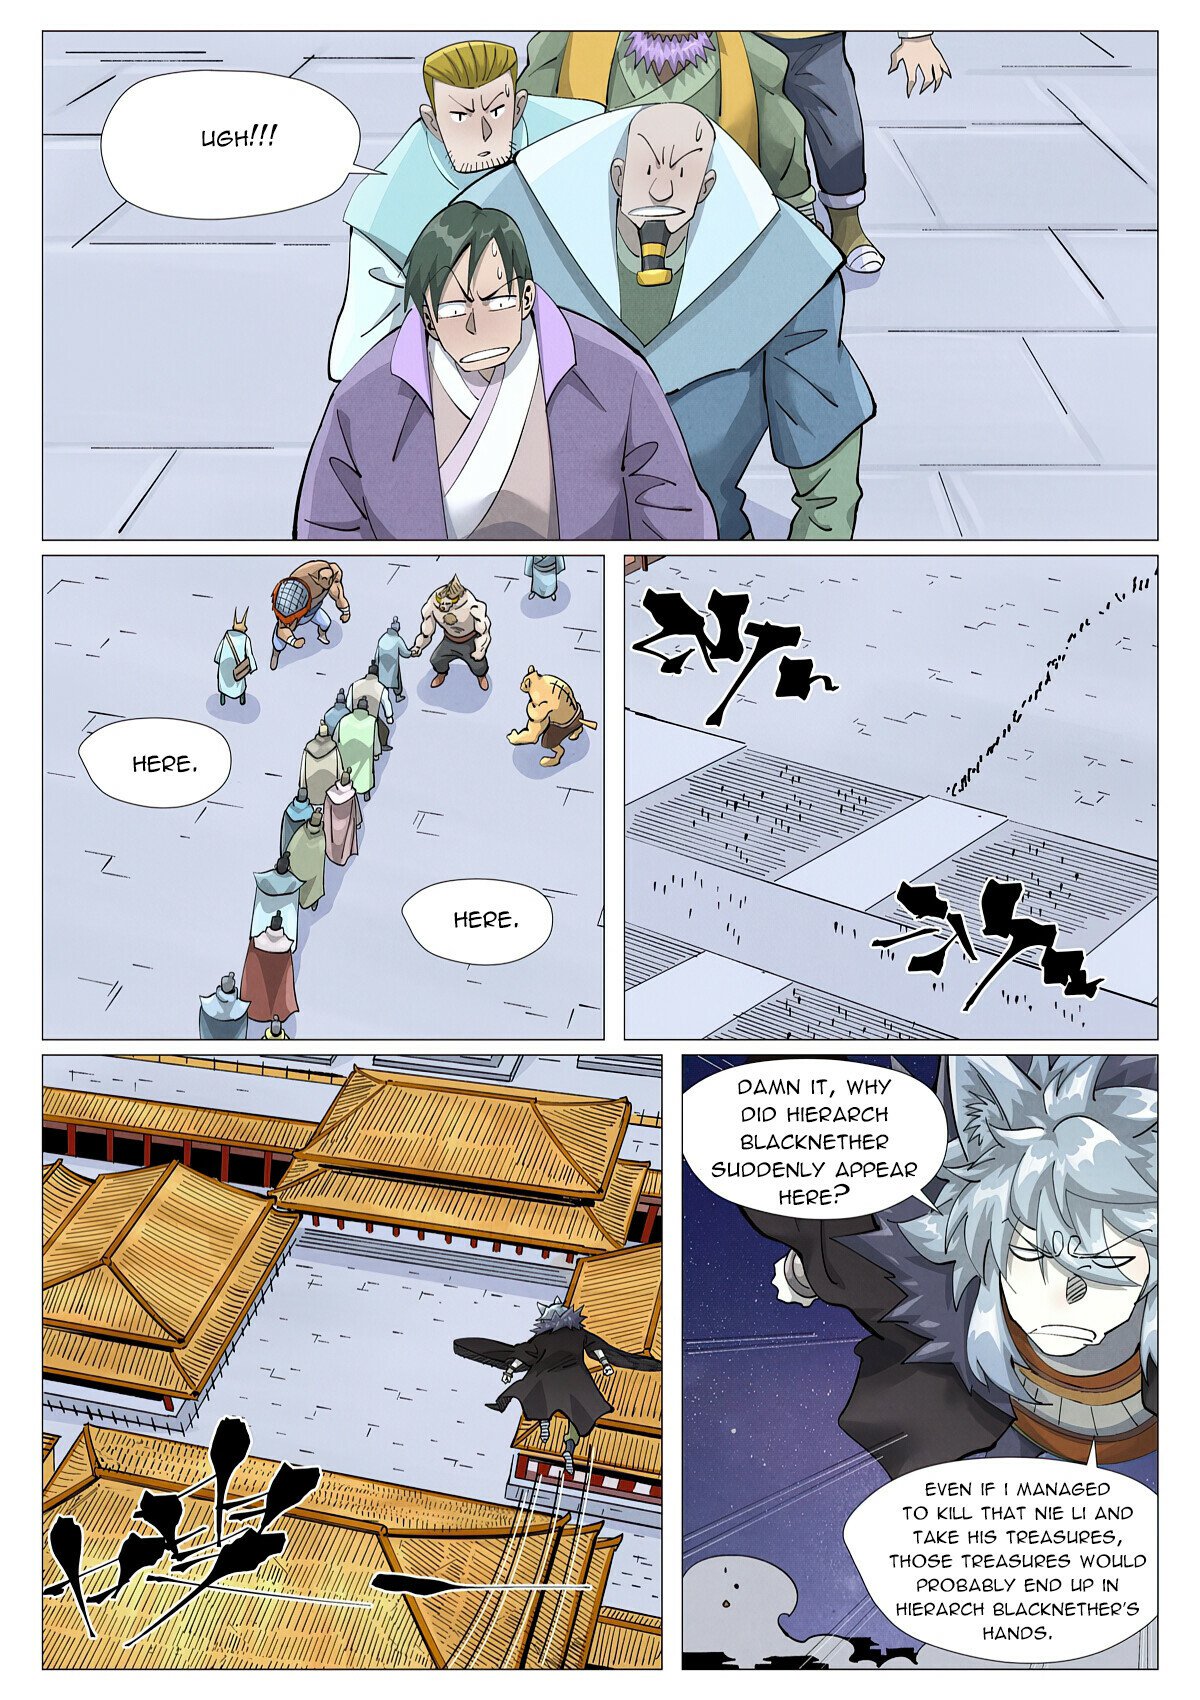 UGH!!!
HERE.
HERE.
DAMN IT, WHY
DID HIERARCH
BLACKNETHER
SUDDENLY APPEAR
HERE?
EVEN IF I MANAGED
TO KILL THAT NIE LI AND
TAKE HIS TREASURES,
THOSE TREASURES WOULD
PROBABLY END UP IN
HIERARCH BLACKNETHER'S
HANDS.